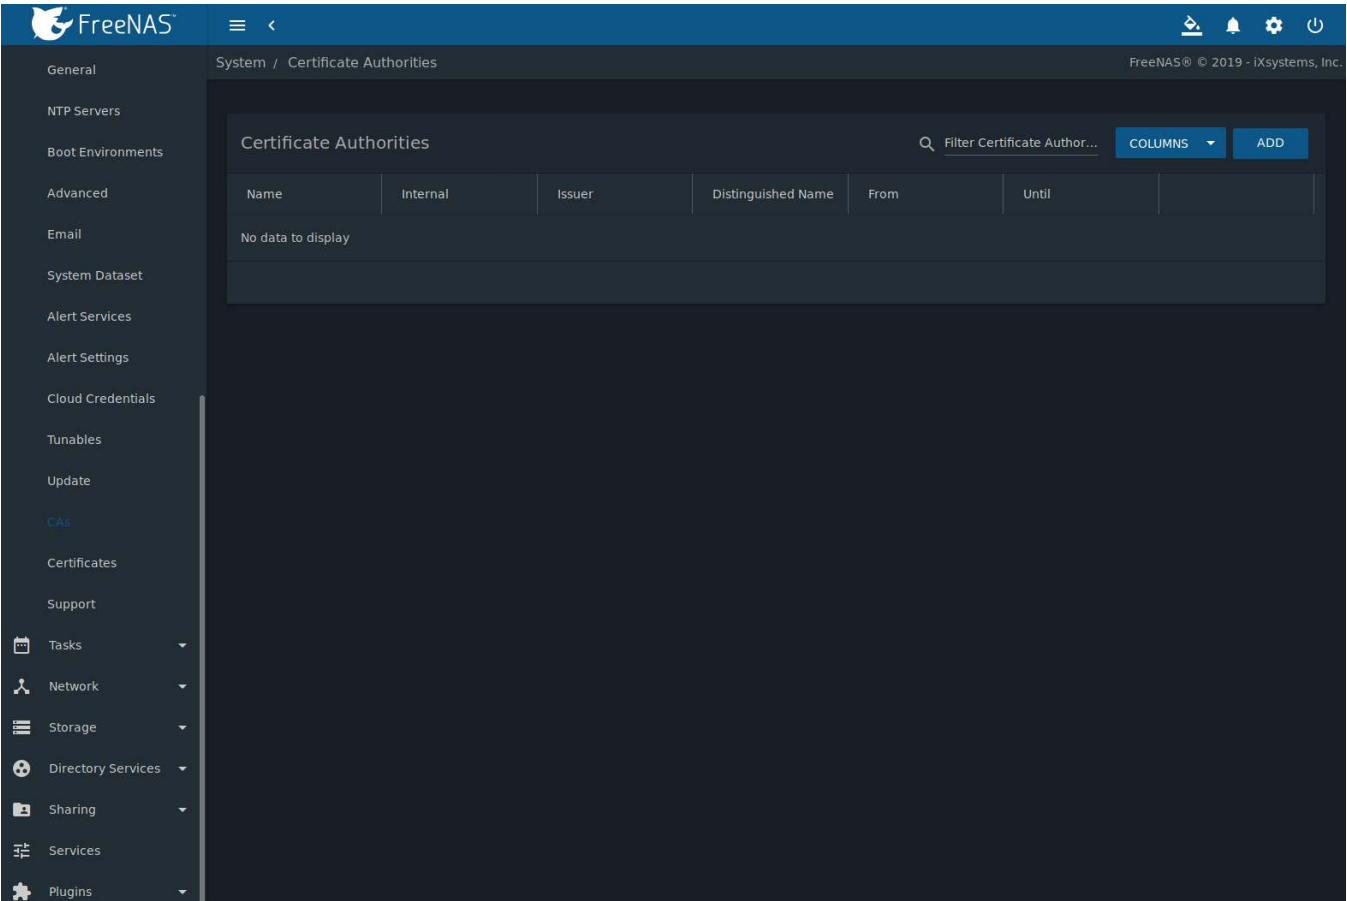 FreeNAS™
General
NTP Servers
Boot Environments
Advanced
Email
System Dataset
Alert Services
Alert Settings
Cloud Credentials
Tunables
Update
CAs
Certificates
Support
Tasks
Network
Storage
Directory Services
Sharing
Services
Plugins
System / Certificate Authorities
FreeNAS® © 2019 - iXsystems, Inc.
Certificate Authorities
Filter Certificate Author...
COLUMNS
ADD
Name Internal Issuer Distinguished Name From Until
No data to display